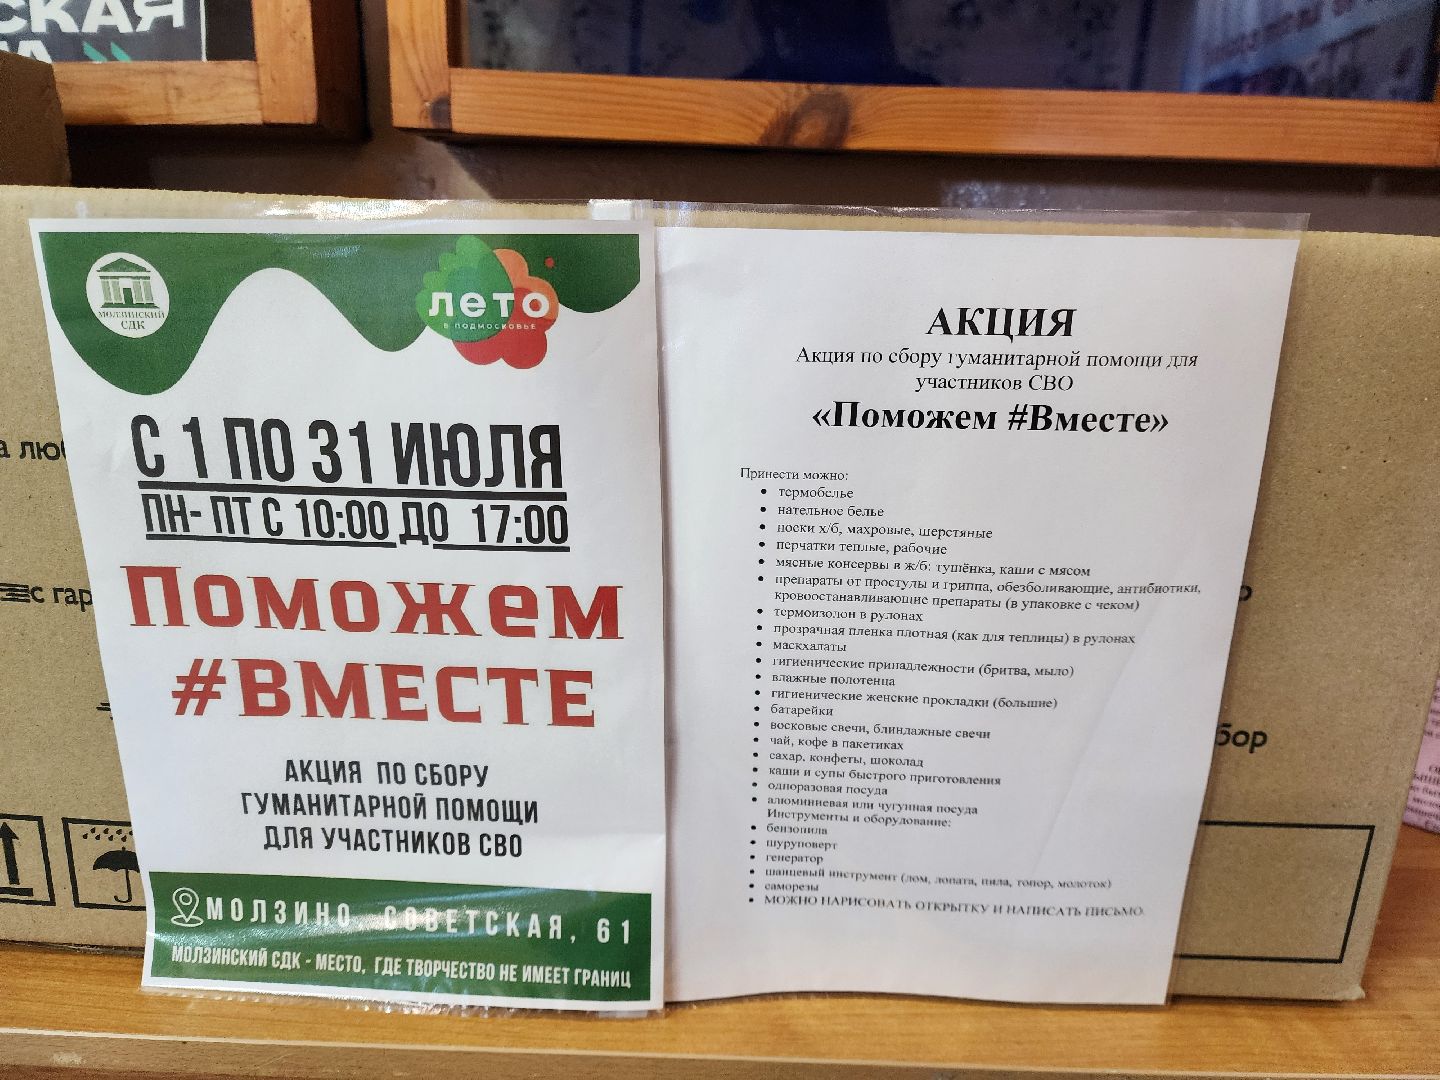 СКАЯ
МОЛЗИНСКИЙ
СДК
лето
В ПОДМОСКОВЬЕ
С 1 ПО 31 ИЮЛЯ
ПН- ПТ С 10:00 ДО 17:00
Поможем
#ВМЕСТЕ
АКЦИЯ ПО СБОРУ
ГУМАНИТАРНОЙ ПОМОЩИ
ДЛЯ УЧАСТНИКОВ СВО
МОЛЗИНО, СОВЕТСКАЯ, 61
МОЛЗИНСКИЙ СДК - МЕСТО, ГДЕ ТВОРЧЕСТВО НЕ ИМЕЕТ ГРАНИЦ
АКЦИЯ
Акция по сбору гуманитарной помощи для
участников СВО
«Поможем #Вместе»
Принести можно:
• термобелье
• нательное белье
• носки х/б, махровые, шерстяные
• перчатки теплые, рабочие
• мясные консервы в ж/б: тушёнка, каши с мясом
• препараты от простуды и гриппа, обезболивающие, антибиотики,
кровоостанавливающие препараты (в упаковке с чеком)
• термоизолон в рулонах
• прозрачная пленка плотная (как для теплицы) в рулонах
• масхалаты
• гигиенические принадлежности (бритва, мыло)
• влажные полотенца
• гигиенические женские прокладки (большие)
• батарейки
• восковые свечи, блиндажные свечи
• чай, кофе в пакетиках
• сахар, конфеты, шоколад
• каши и супы быстрого приготовления
• одноразовая посуда
• алюминиевая или чугунная посуда
Инструменты и оборудование:
• бензопила
• шуруповерт
• генератор
• шанцевый инструмент (лом, лопата, пила, топор, молоток)
• саморезы
• МОЖНО НАРИСОВАТЬ ОТКРЫТКУ И НАПИСАТЬ ПИСЬМО.